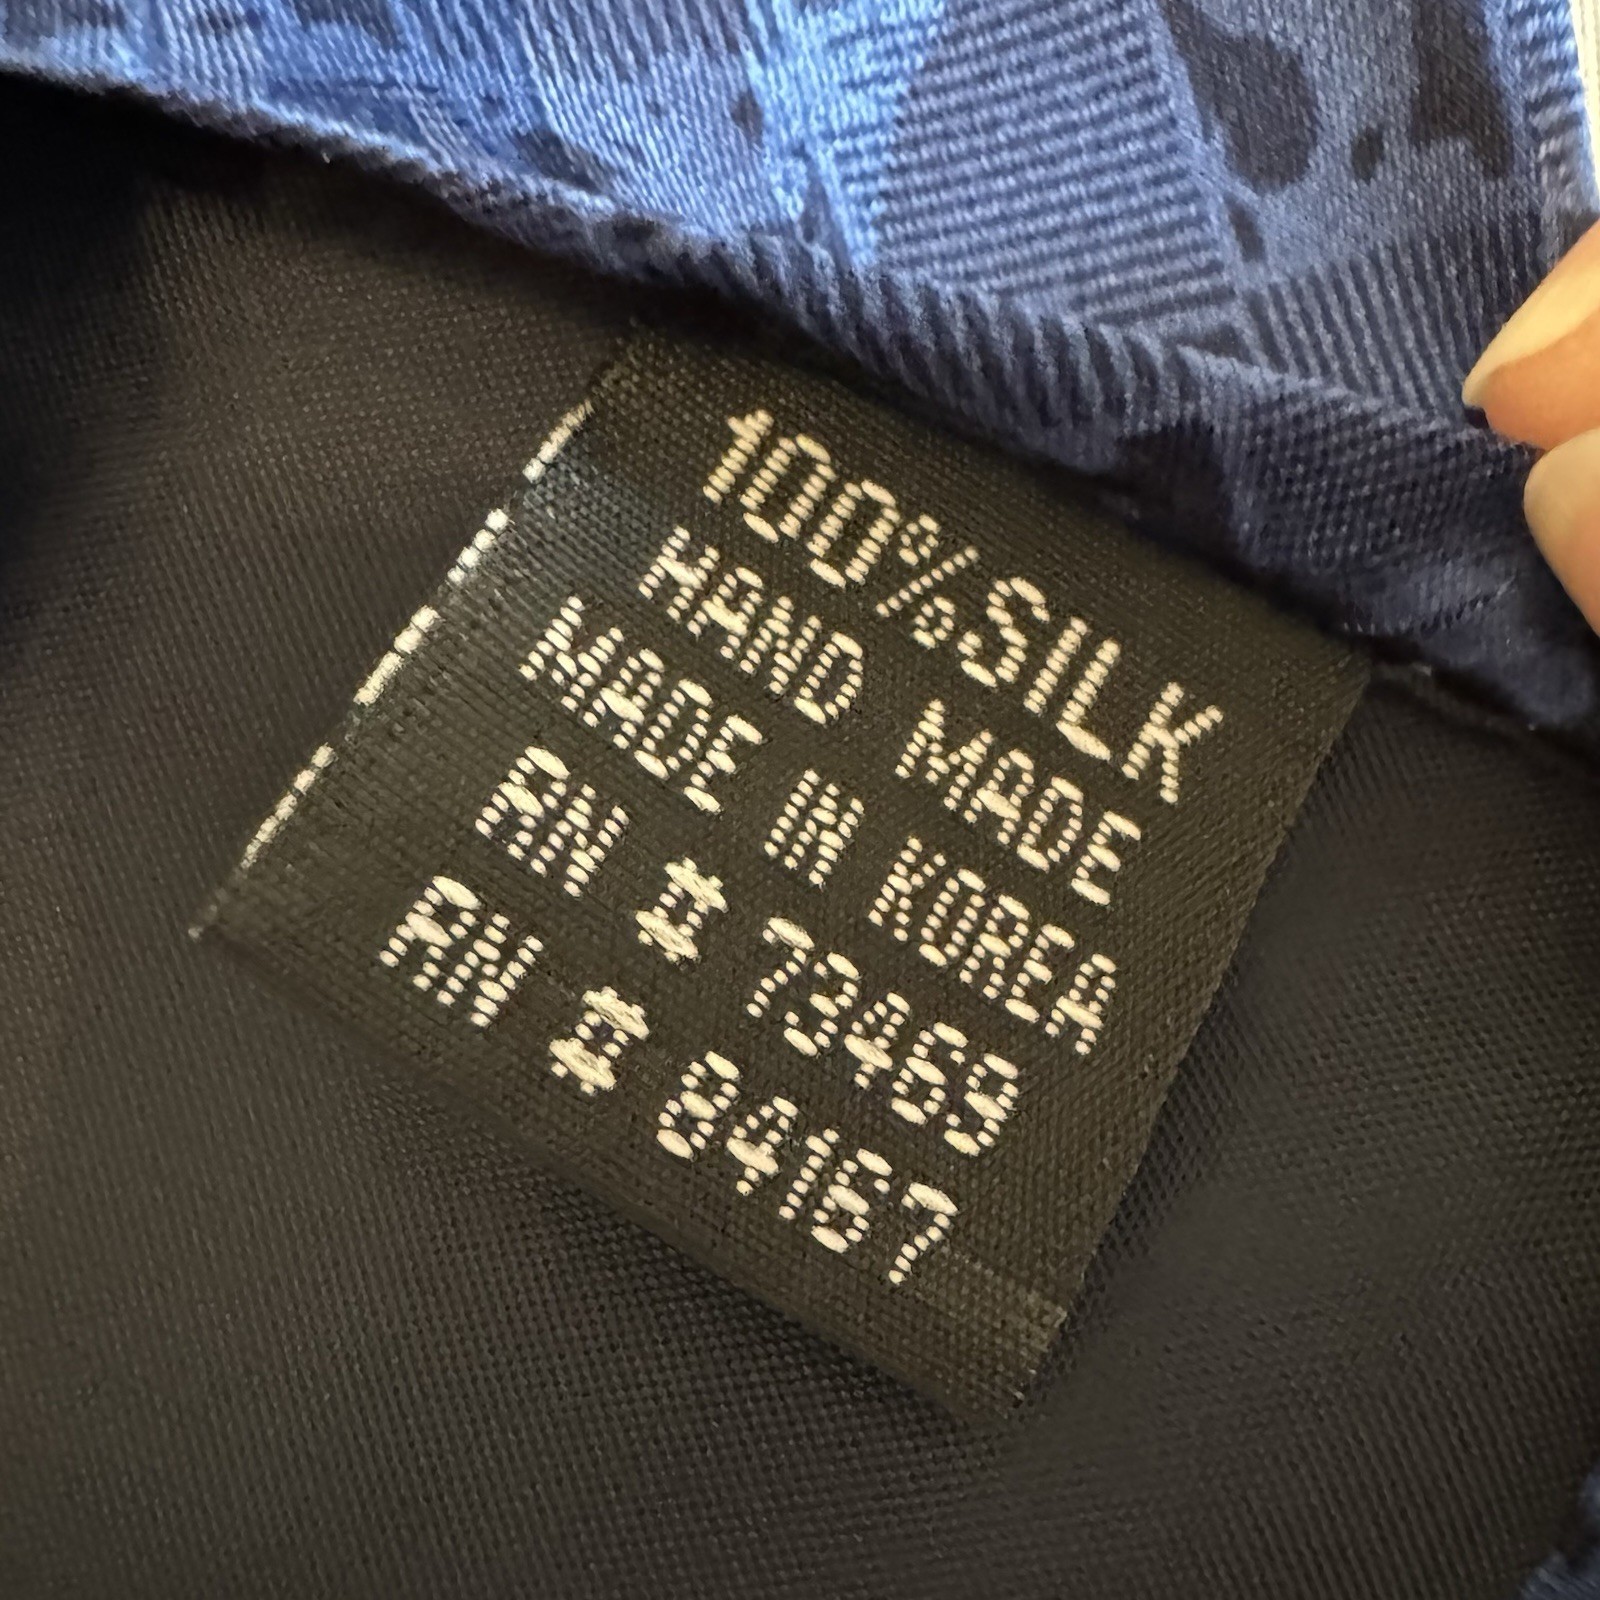 100%SILK
HAND MADE
MADE IN KOREA
RN # 73469
RN # 84167